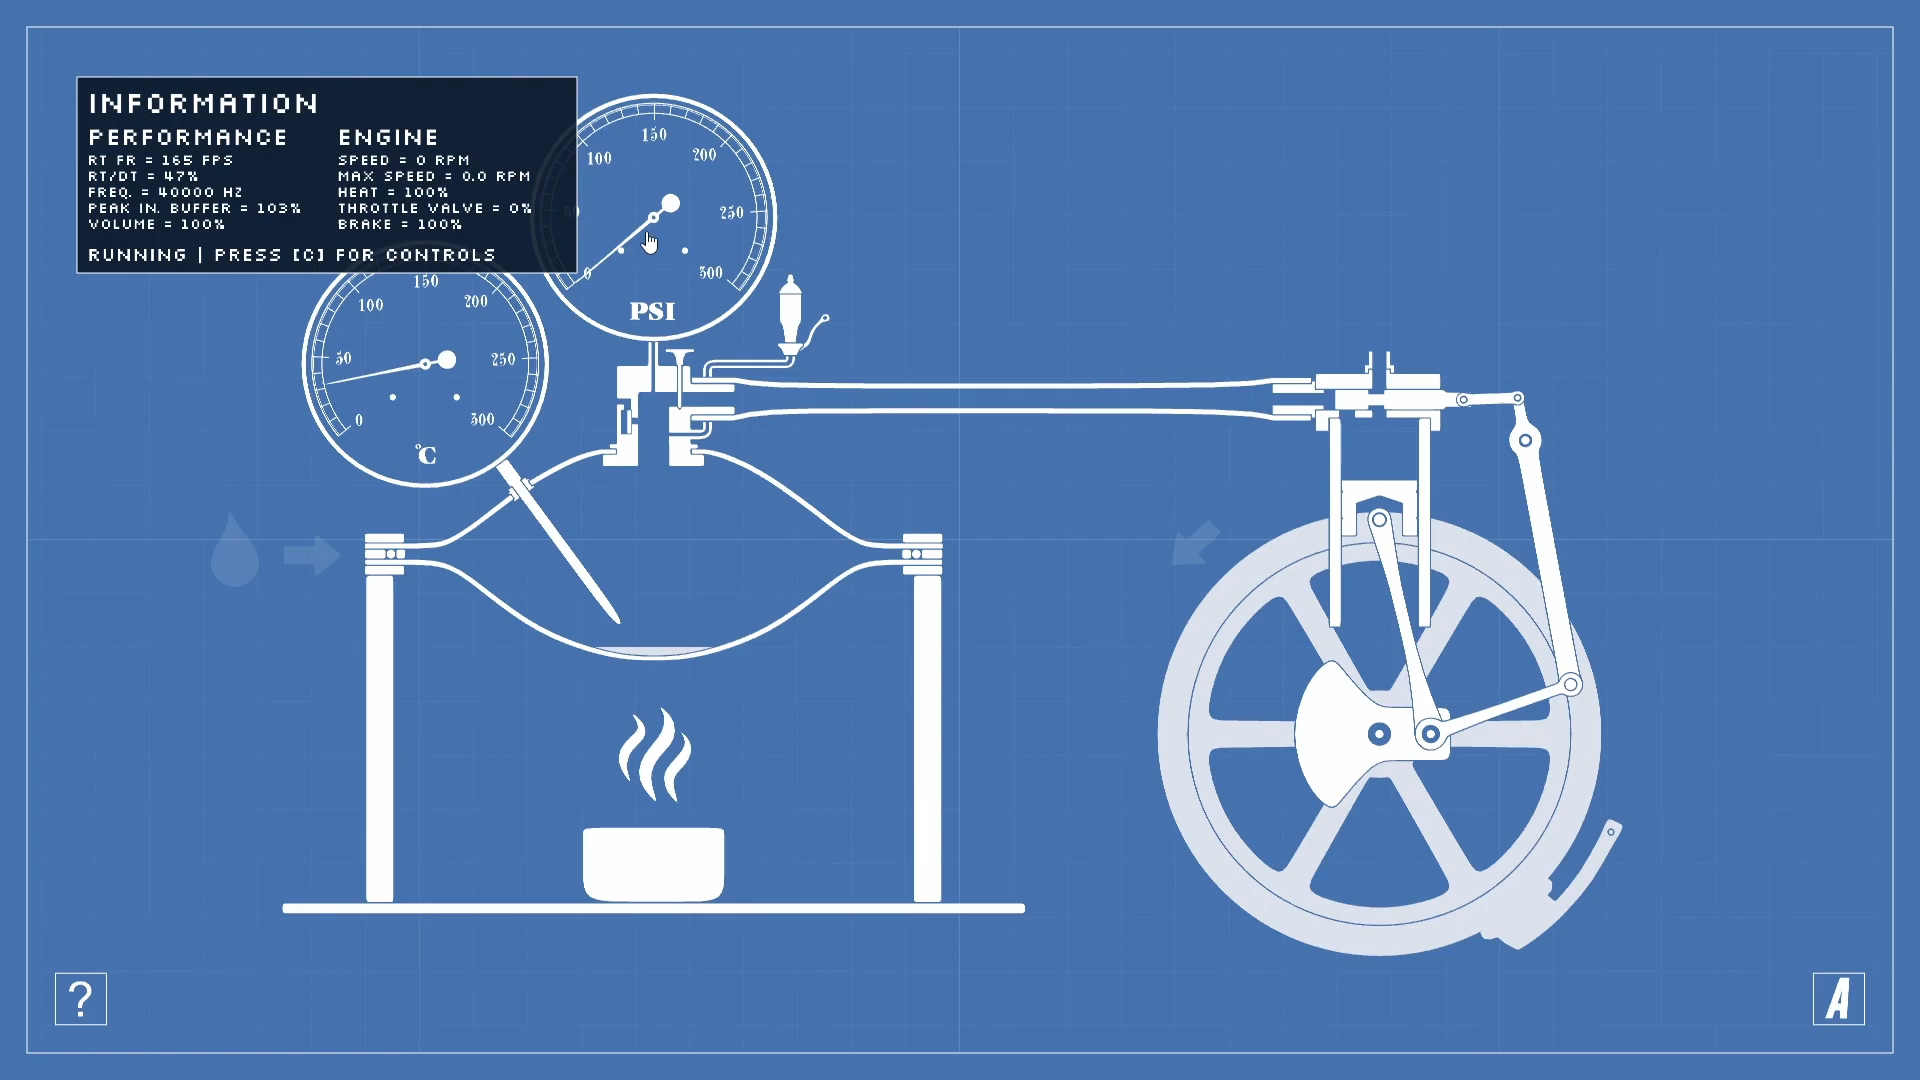 INFORMATION
PERFORMANCE
RT FR = 165 FPS
RT/DT = 47%
FREQ. = 40000 HZ
PEAK IN. BUFFER = 103%
VOLUME = 100%
ENGINE
SPEED = 0 RPM
MAX SPEED = 0.0 RPM
HEAT = 100%
THROTTLE VALVE = 0%
BRAKE = 100%
RUNNING | PRESS [C] FOR CONTROLS
0
50
100
150
200
250
300
PSI
0
50
100
150
200
250
300
°C
?
A